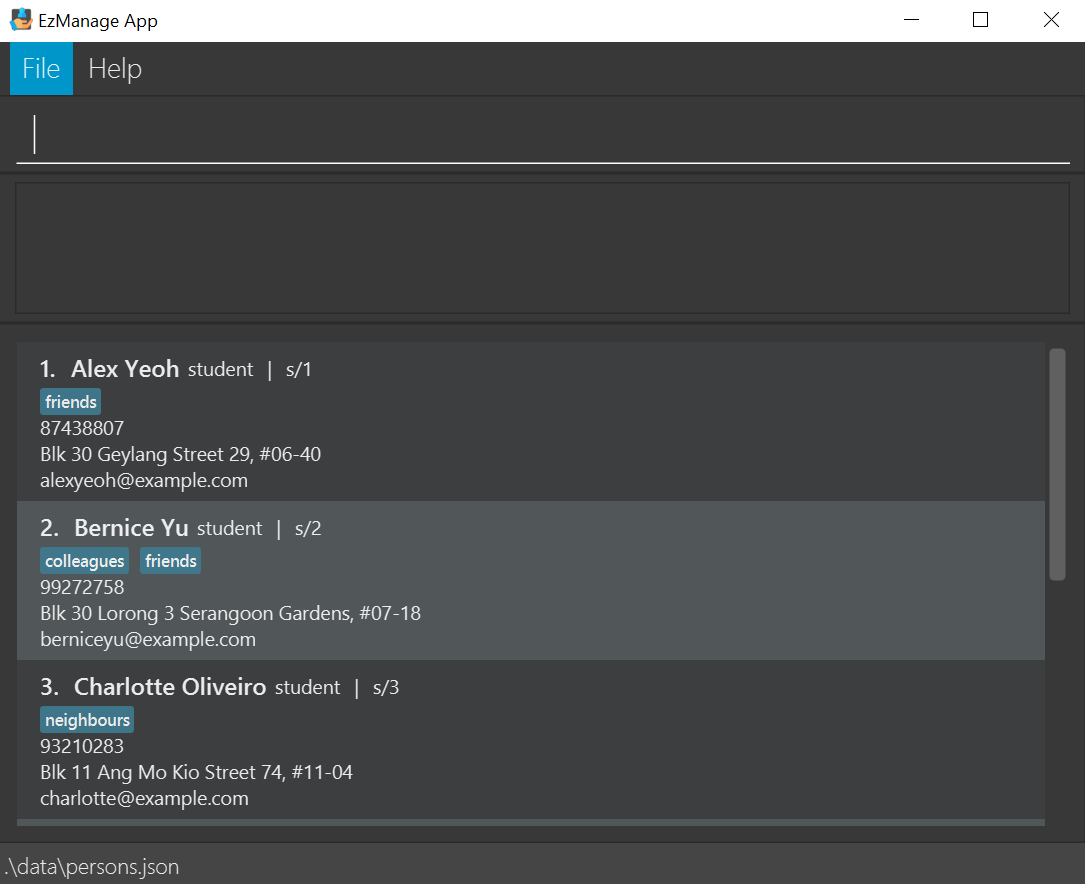 EzManage App
File Help
1. Alex Yeoh student | s/1
friends
87438807
Blk 30 Geylang Street 29, #06-40
alexyeoh@example.com
2. Bernice Yu student | s/2
colleagues friends
99272758
Blk 30 Lorong 3 Serangoon Gardens, #07-18
berniceyu@example.com
3. Charlotte Oliveiro student | s/3
neighbours
93210283
Blk 11 Ang Mo Kio Street 74, #11-04
charlotte@example.com
.\data\persons.json